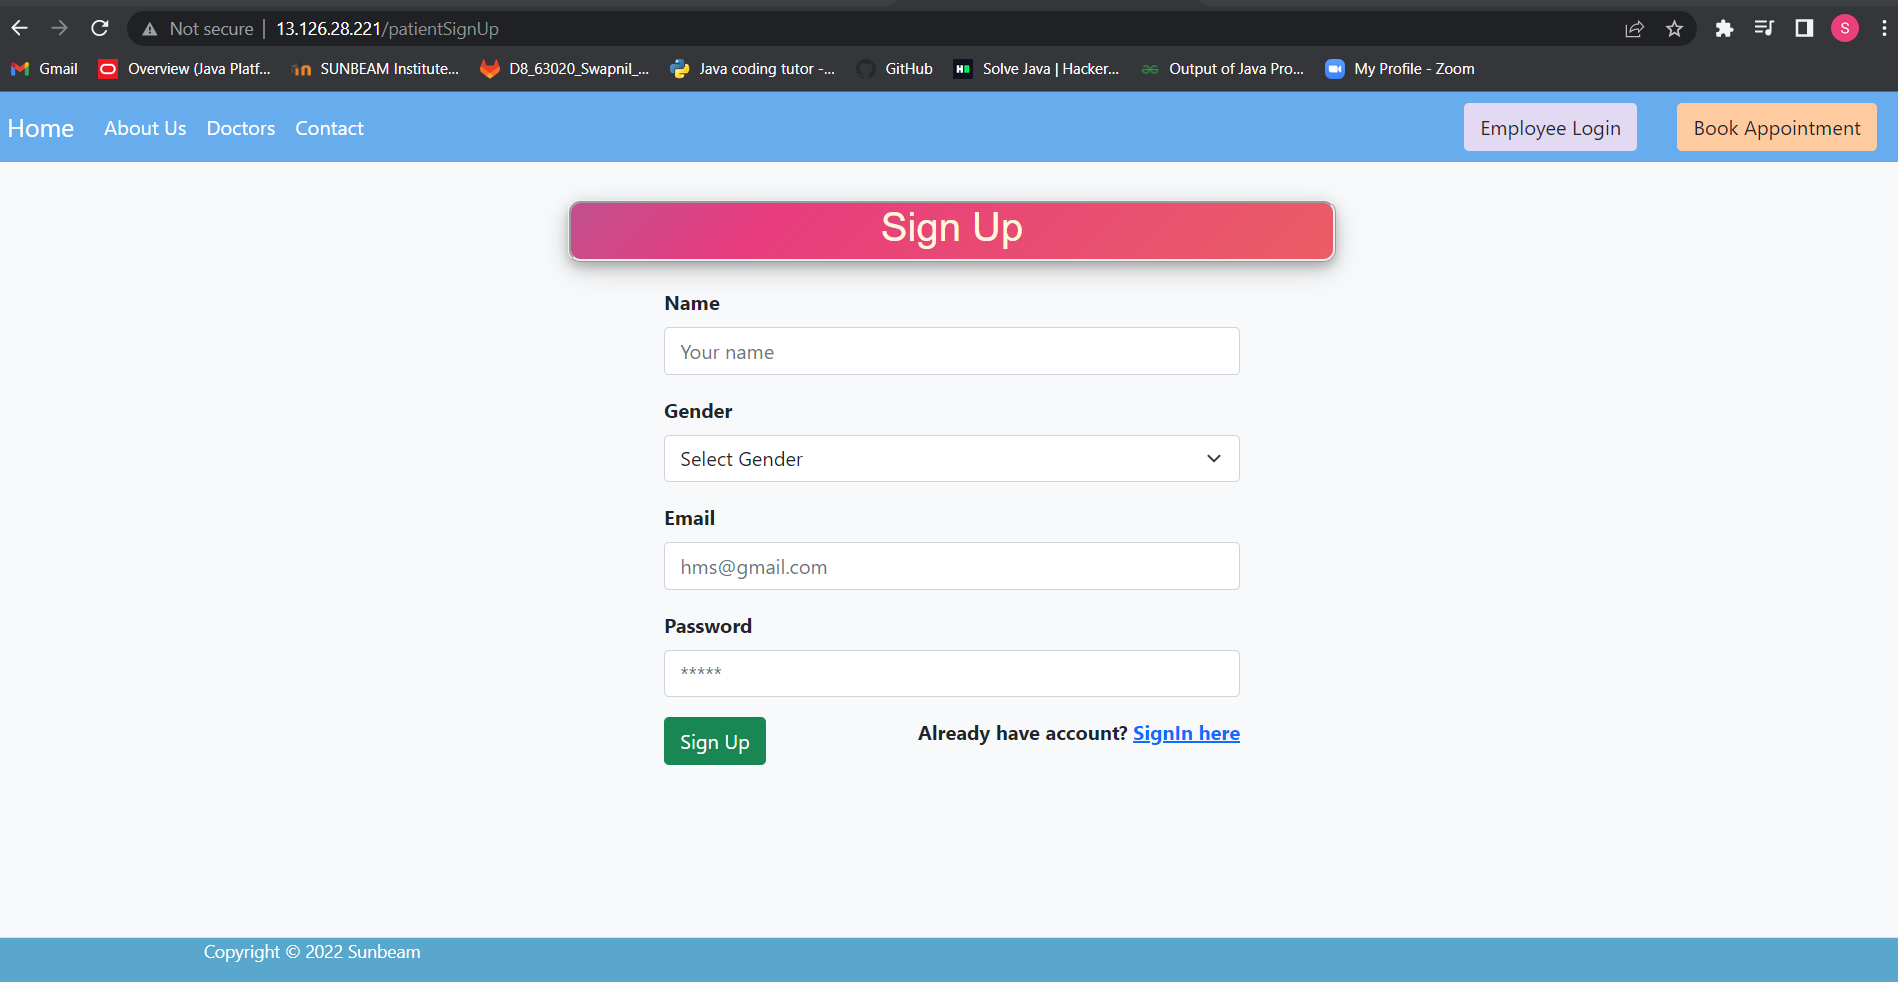 Not secure | 13.126.28.221/patientSignUp
S
Gmail Overview (Java Platf... SUNBEAM Institute... D8_63020_Swapnil_... Java coding tutor -... GitHub Solve Java | Hacker... Output of Java Pro... My Profile - Zoom
Home About Us Doctors Contact Employee Login Book Appointment
Sign Up
Name
Your name
Gender
Select Gender
Email
hms@gmail.com
Password
*****
Sign Up Already have account? SignIn here
Copyright © 2022 Sunbeam